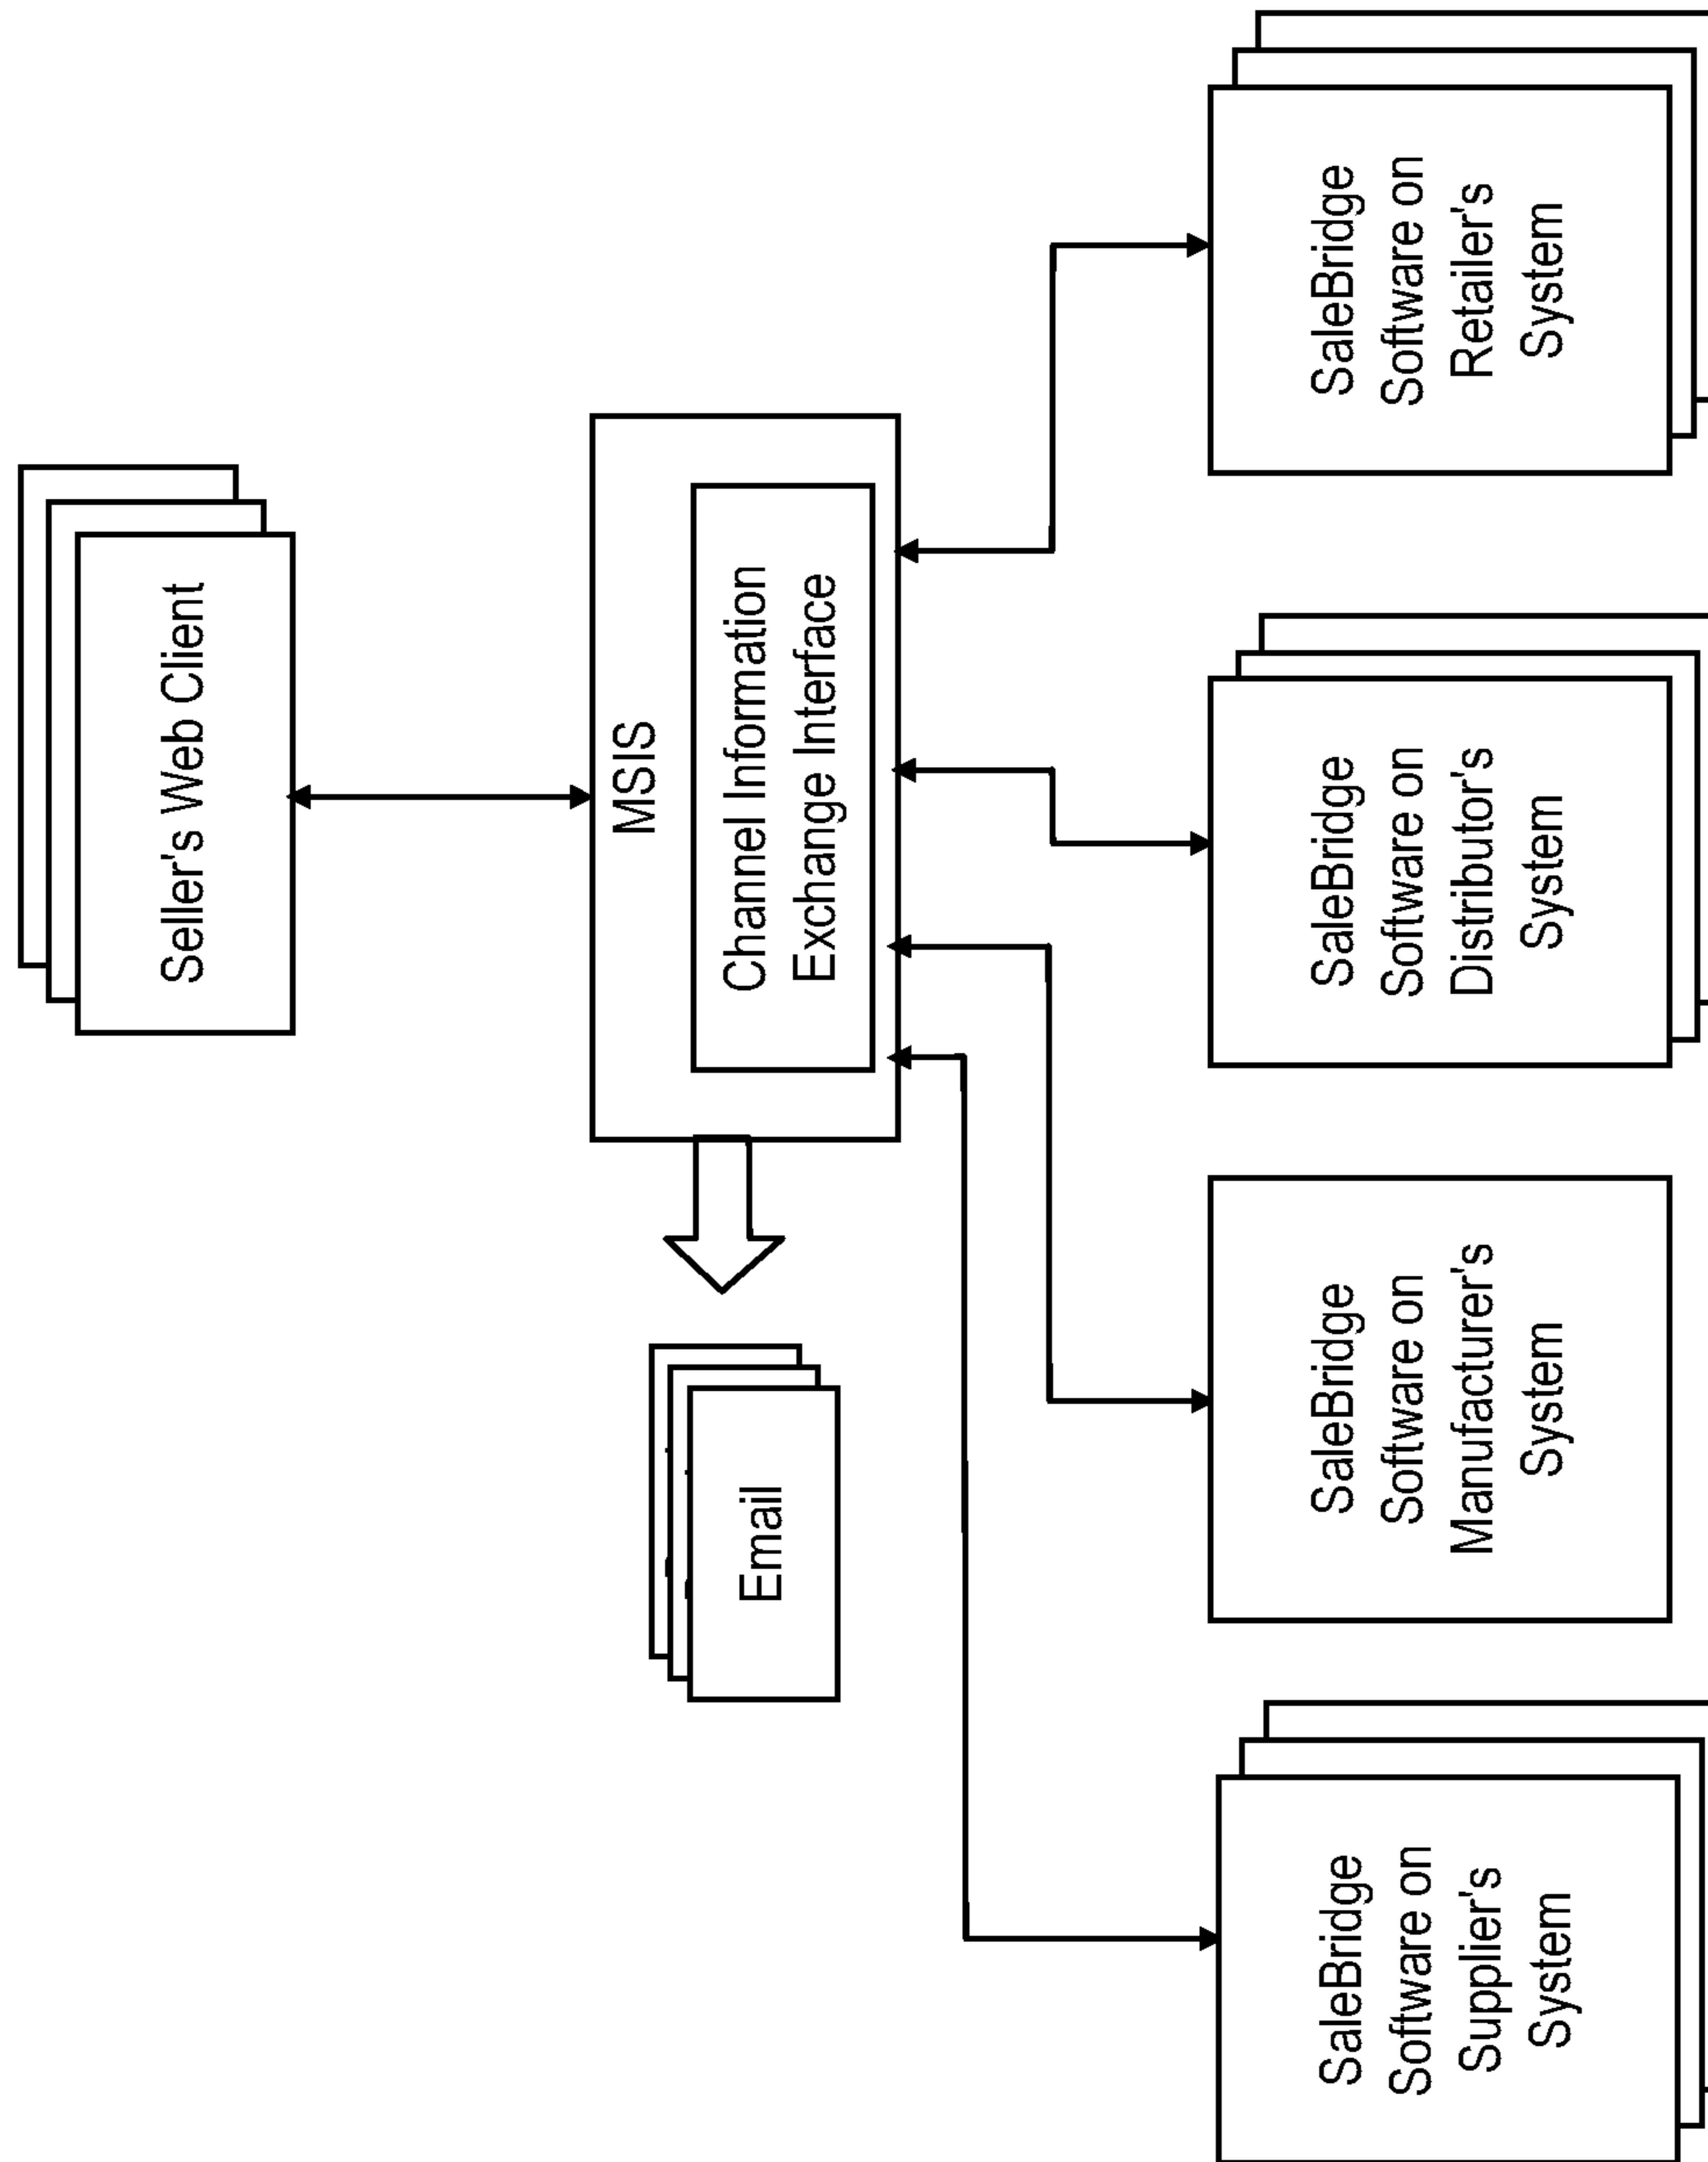 Seller's Web Client
MSIS
Channel Information
Exchange Interface
Email
SaleBridge
Software on
Supplier's
System
SaleBridge
Software on
Manufacturer's
System
SaleBridge
Software on
Distributor's
System
SaleBridge
Software on
Retailer's
System